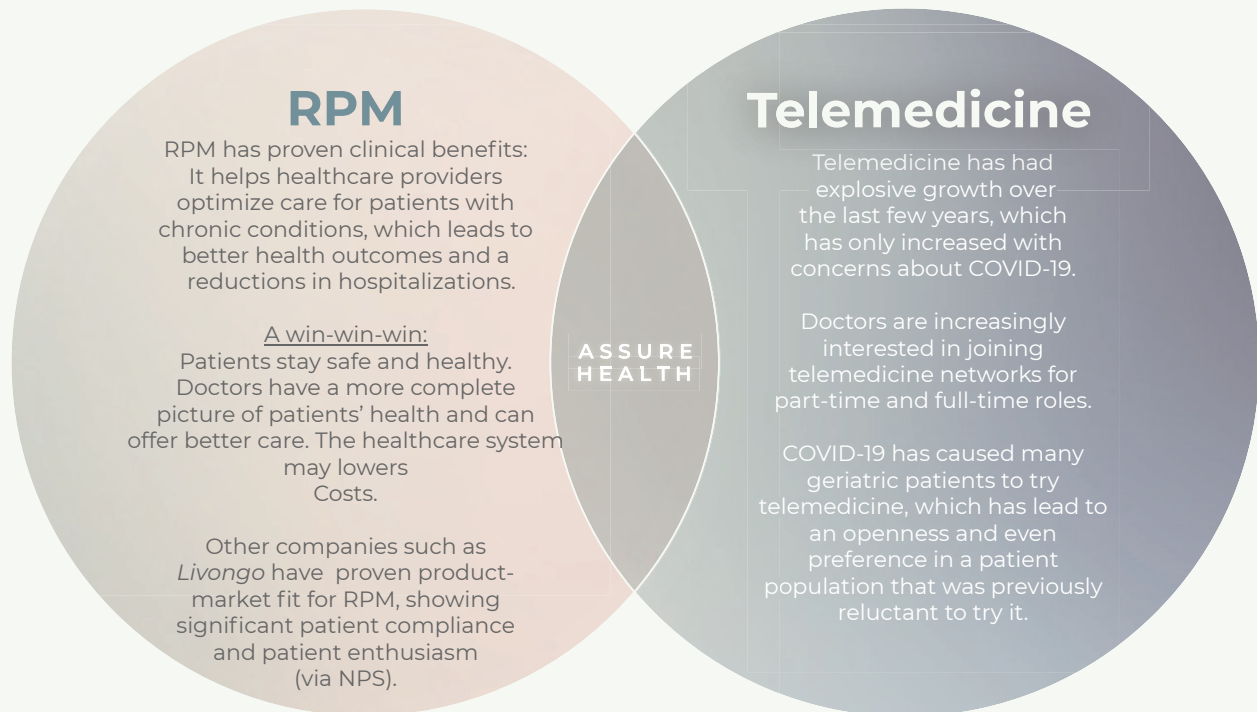 RPM
RPM has proven clinical benefits:
It helps healthcare providers
optimize care for patients with
chronic conditions, which leads to
better health outcomes and a
reductions in hospitalizations.
A win-win-win:
Patients stay safe and healthy.
Doctors have a more complete
picture of patients’ health and can
offer better care. The healthcare system
may lowers
Costs.
Other companies such as
Livongo have  proven product-
market fit for RPM, showing
significant patient compliance
and patient enthusiasm
(via NPS).
ASSURE
HEALTH
Telemedicine
Telemedicine has had
explosive growth over
the last few years, which
has only increased with
concerns about COVID-19.
Doctors are increasingly
interested in joining
telemedicine networks for
part-time and full-time roles.
COVID-19 has caused many
geriatric patients to try
telemedicine, which has lead to
an openness and even
preference in a patient
population that was previously
reluctant to try it.